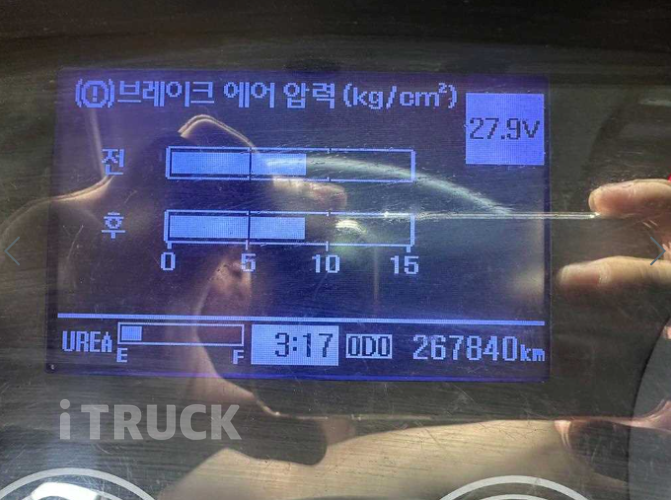 (!)브레이크 에어 압력(kg/cm²)
27.9V
전
후
0 5 10 15
UREA E F 3:17 ODO 267840km
iTRUCK